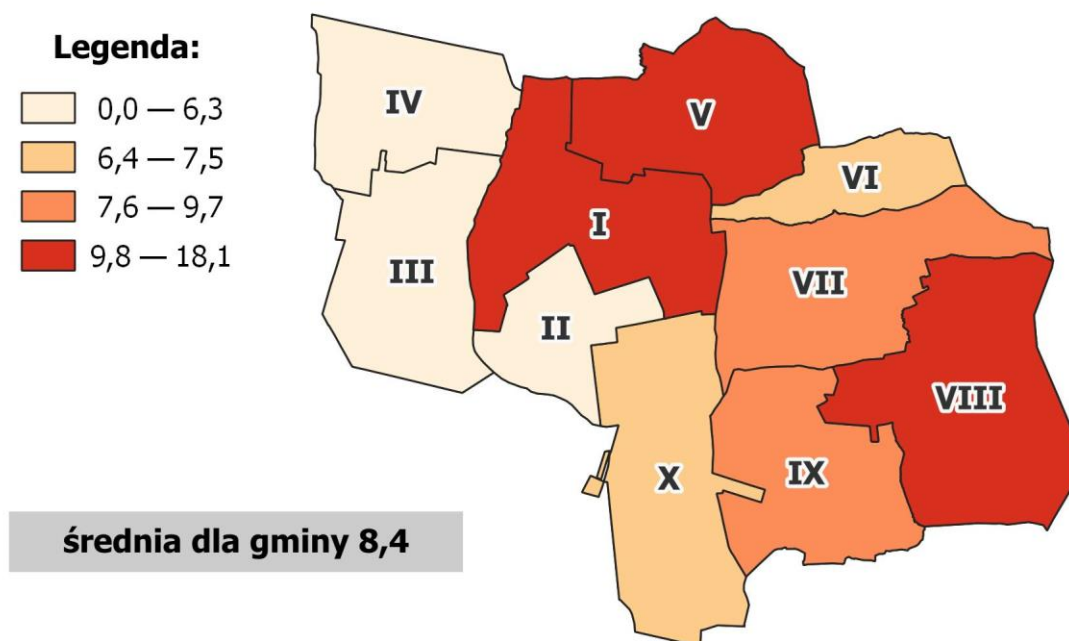 Legenda:
0,0 — 6,3
6,4 — 7,5
7,6 — 9,7
9,8 — 18,1
IV
V
VI
I
III
VII
II
VIII
X
IX
średnia dla gminy 8,4